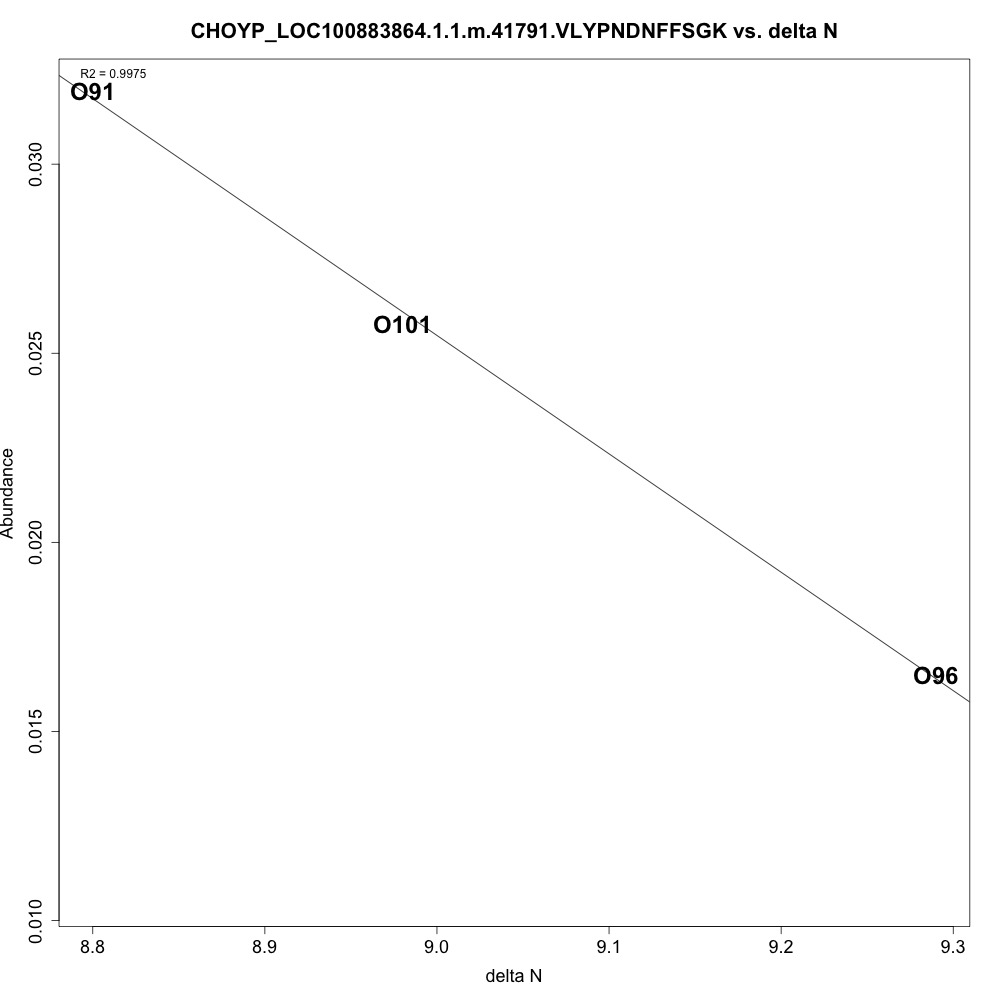 CHOYP_LOC100883864.1.1.m.41791.VLYPNDNFFSGK vs. delta N
R2 = 0.9975
O91
O101
O96
Abundance
0.030
0.025
0.020
0.015
0.010
8.8 8.9 9.0 9.1 9.2 9.3
delta N